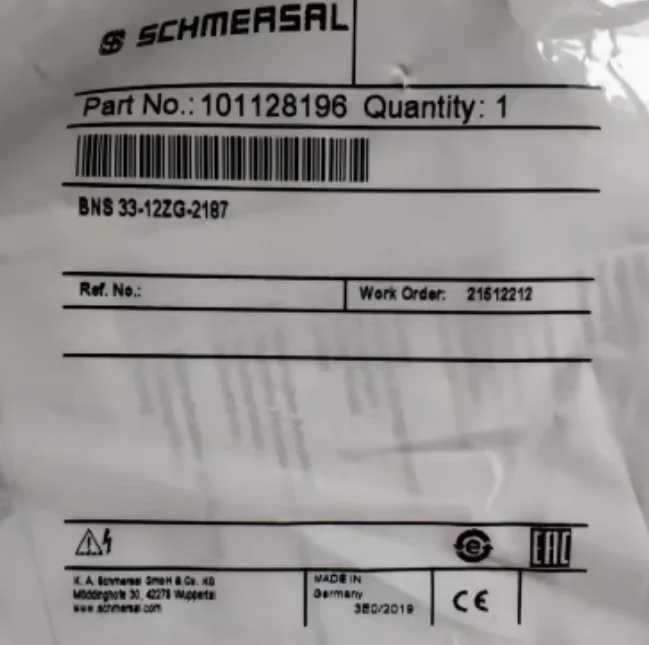 SCHMERSAL
Part No.: 101128196 Quantity: 1
BNS 33-12ZG-2187
Ref. No.: Work Order: 21512212
EAC
K. A. Schmersal GmbH & Co. KG
Möddinghofe 30, 42279 Wuppertal
www.schmersal.com
MADE IN
Germany
/2019
CE